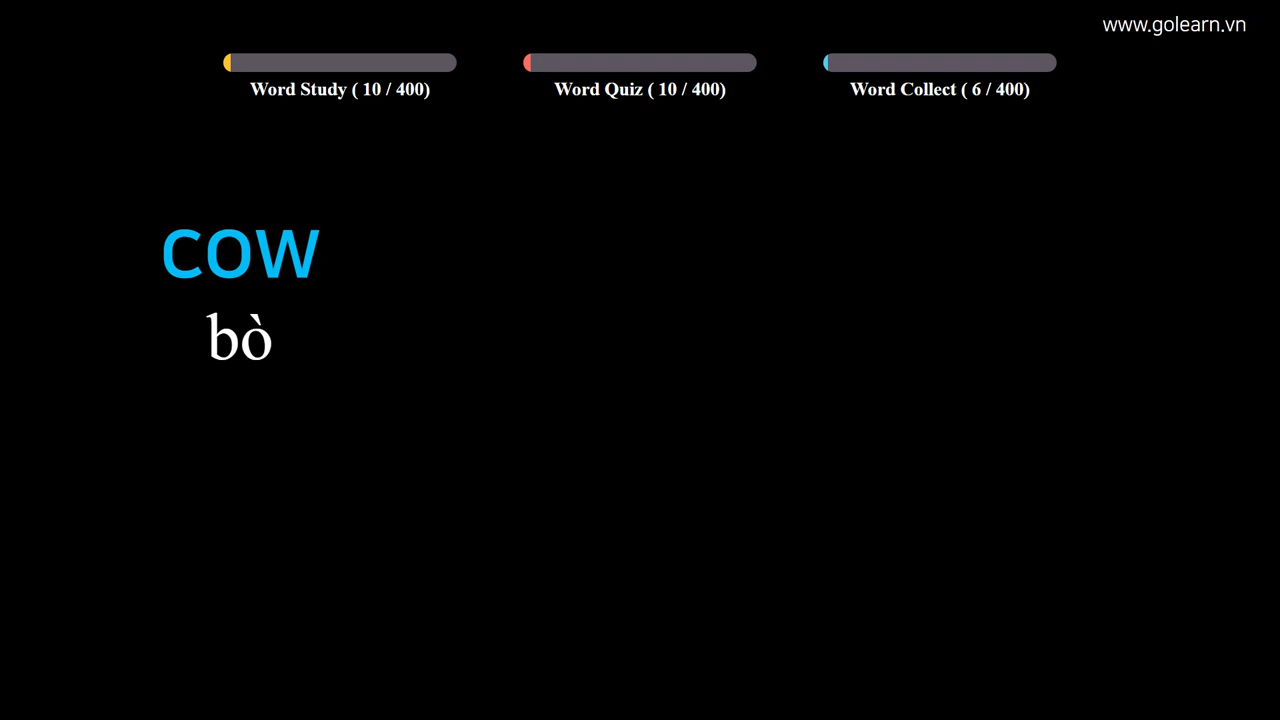 www.golearn.vn
Word Study ( 10 / 400)
Word Quiz ( 10 / 400)
Word Collect ( 6 / 400)
cow
bò